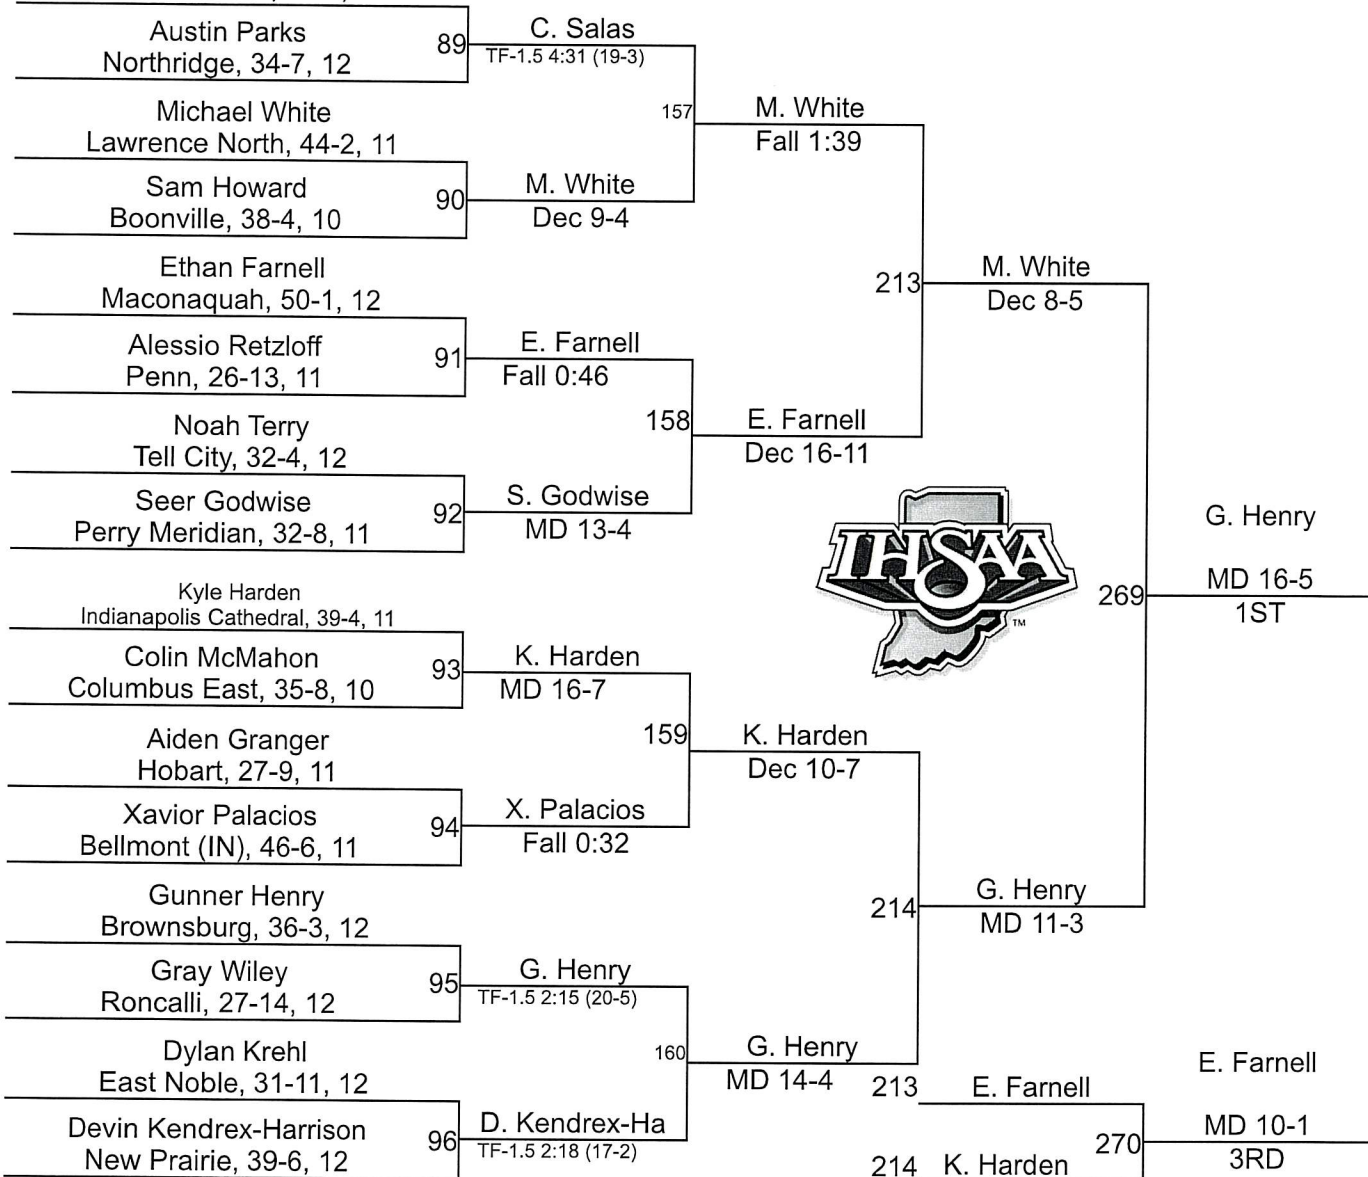 Austin Parks
Northridge, 34-7, 12
89
C. Salas
TF-1.5 4:31 (19-3)
Michael White
Lawrence North, 44-2, 11
157
M. White
Fall 1:39
Sam Howard
Boonville, 38-4, 10
90
M. White
Dec 9-4
Ethan Farnell
Maconaquah, 50-1, 12
213
M. White
Dec 8-5
Alessio Retzloff
Penn, 26-13, 11
91
E. Farnell
Fall 0:46
Noah Terry
Tell City, 32-4, 12
158
E. Farnell
Dec 16-11
Seer Godwise
Perry Meridian, 32-8, 11
92
S. Godwise
MD 13-4
IHSAA
TM
G. Henry
269
MD 16-5
1ST
Kyle Harden
Indianapolis Cathedral, 39-4, 11
Colin McMahon
Columbus East, 35-8, 10
93
K. Harden
MD 16-7
Aiden Granger
Hobart, 27-9, 11
159
K. Harden
Dec 10-7
Xavior Palacios
Bellmont (IN), 46-6, 11
94
X. Palacios
Fall 0:32
Gunner Henry
Brownsburg, 36-3, 12
214
G. Henry
MD 11-3
Gray Wiley
Roncalli, 27-14, 12
95
G. Henry
TF-1.5 2:15 (20-5)
Dylan Krehl
East Noble, 31-11, 12
160
G. Henry
MD 14-4
213
E. Farnell
E. Farnell
Devin Kendrex-Harrison
New Prairie, 39-6, 12
96
D. Kendrex-Ha
TF-1.5 2:18 (17-2)
270
MD 10-1
3RD
214
K. Harden